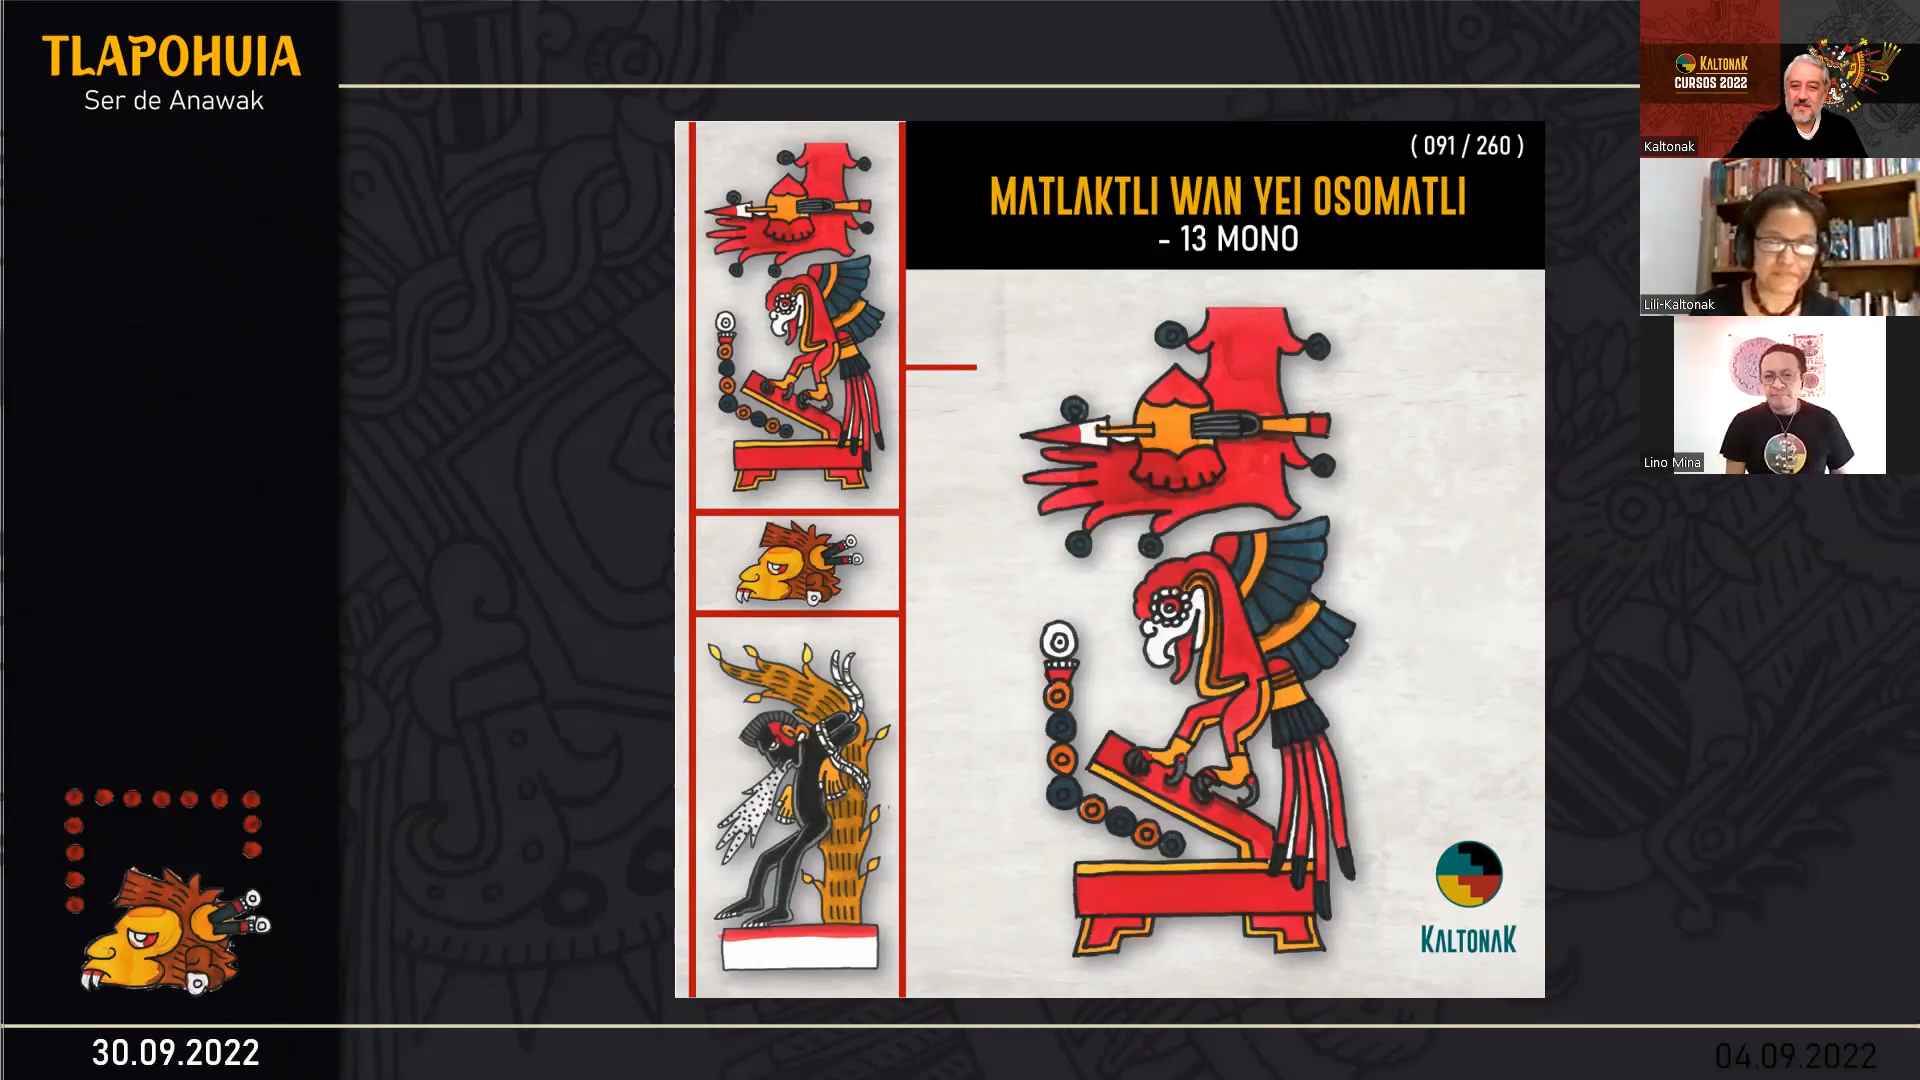 TLAPOHUIA
Ser de Anawak
( 091 / 260 )
MATLAKTLI WAN YEI OSOMATLI
- 13 MONO
KALTONAK
30.09.2022
04.09.2022
KALTONAK
CURSOS 2022
Kaltonak
Lili-Kaltonak
Lino Mina